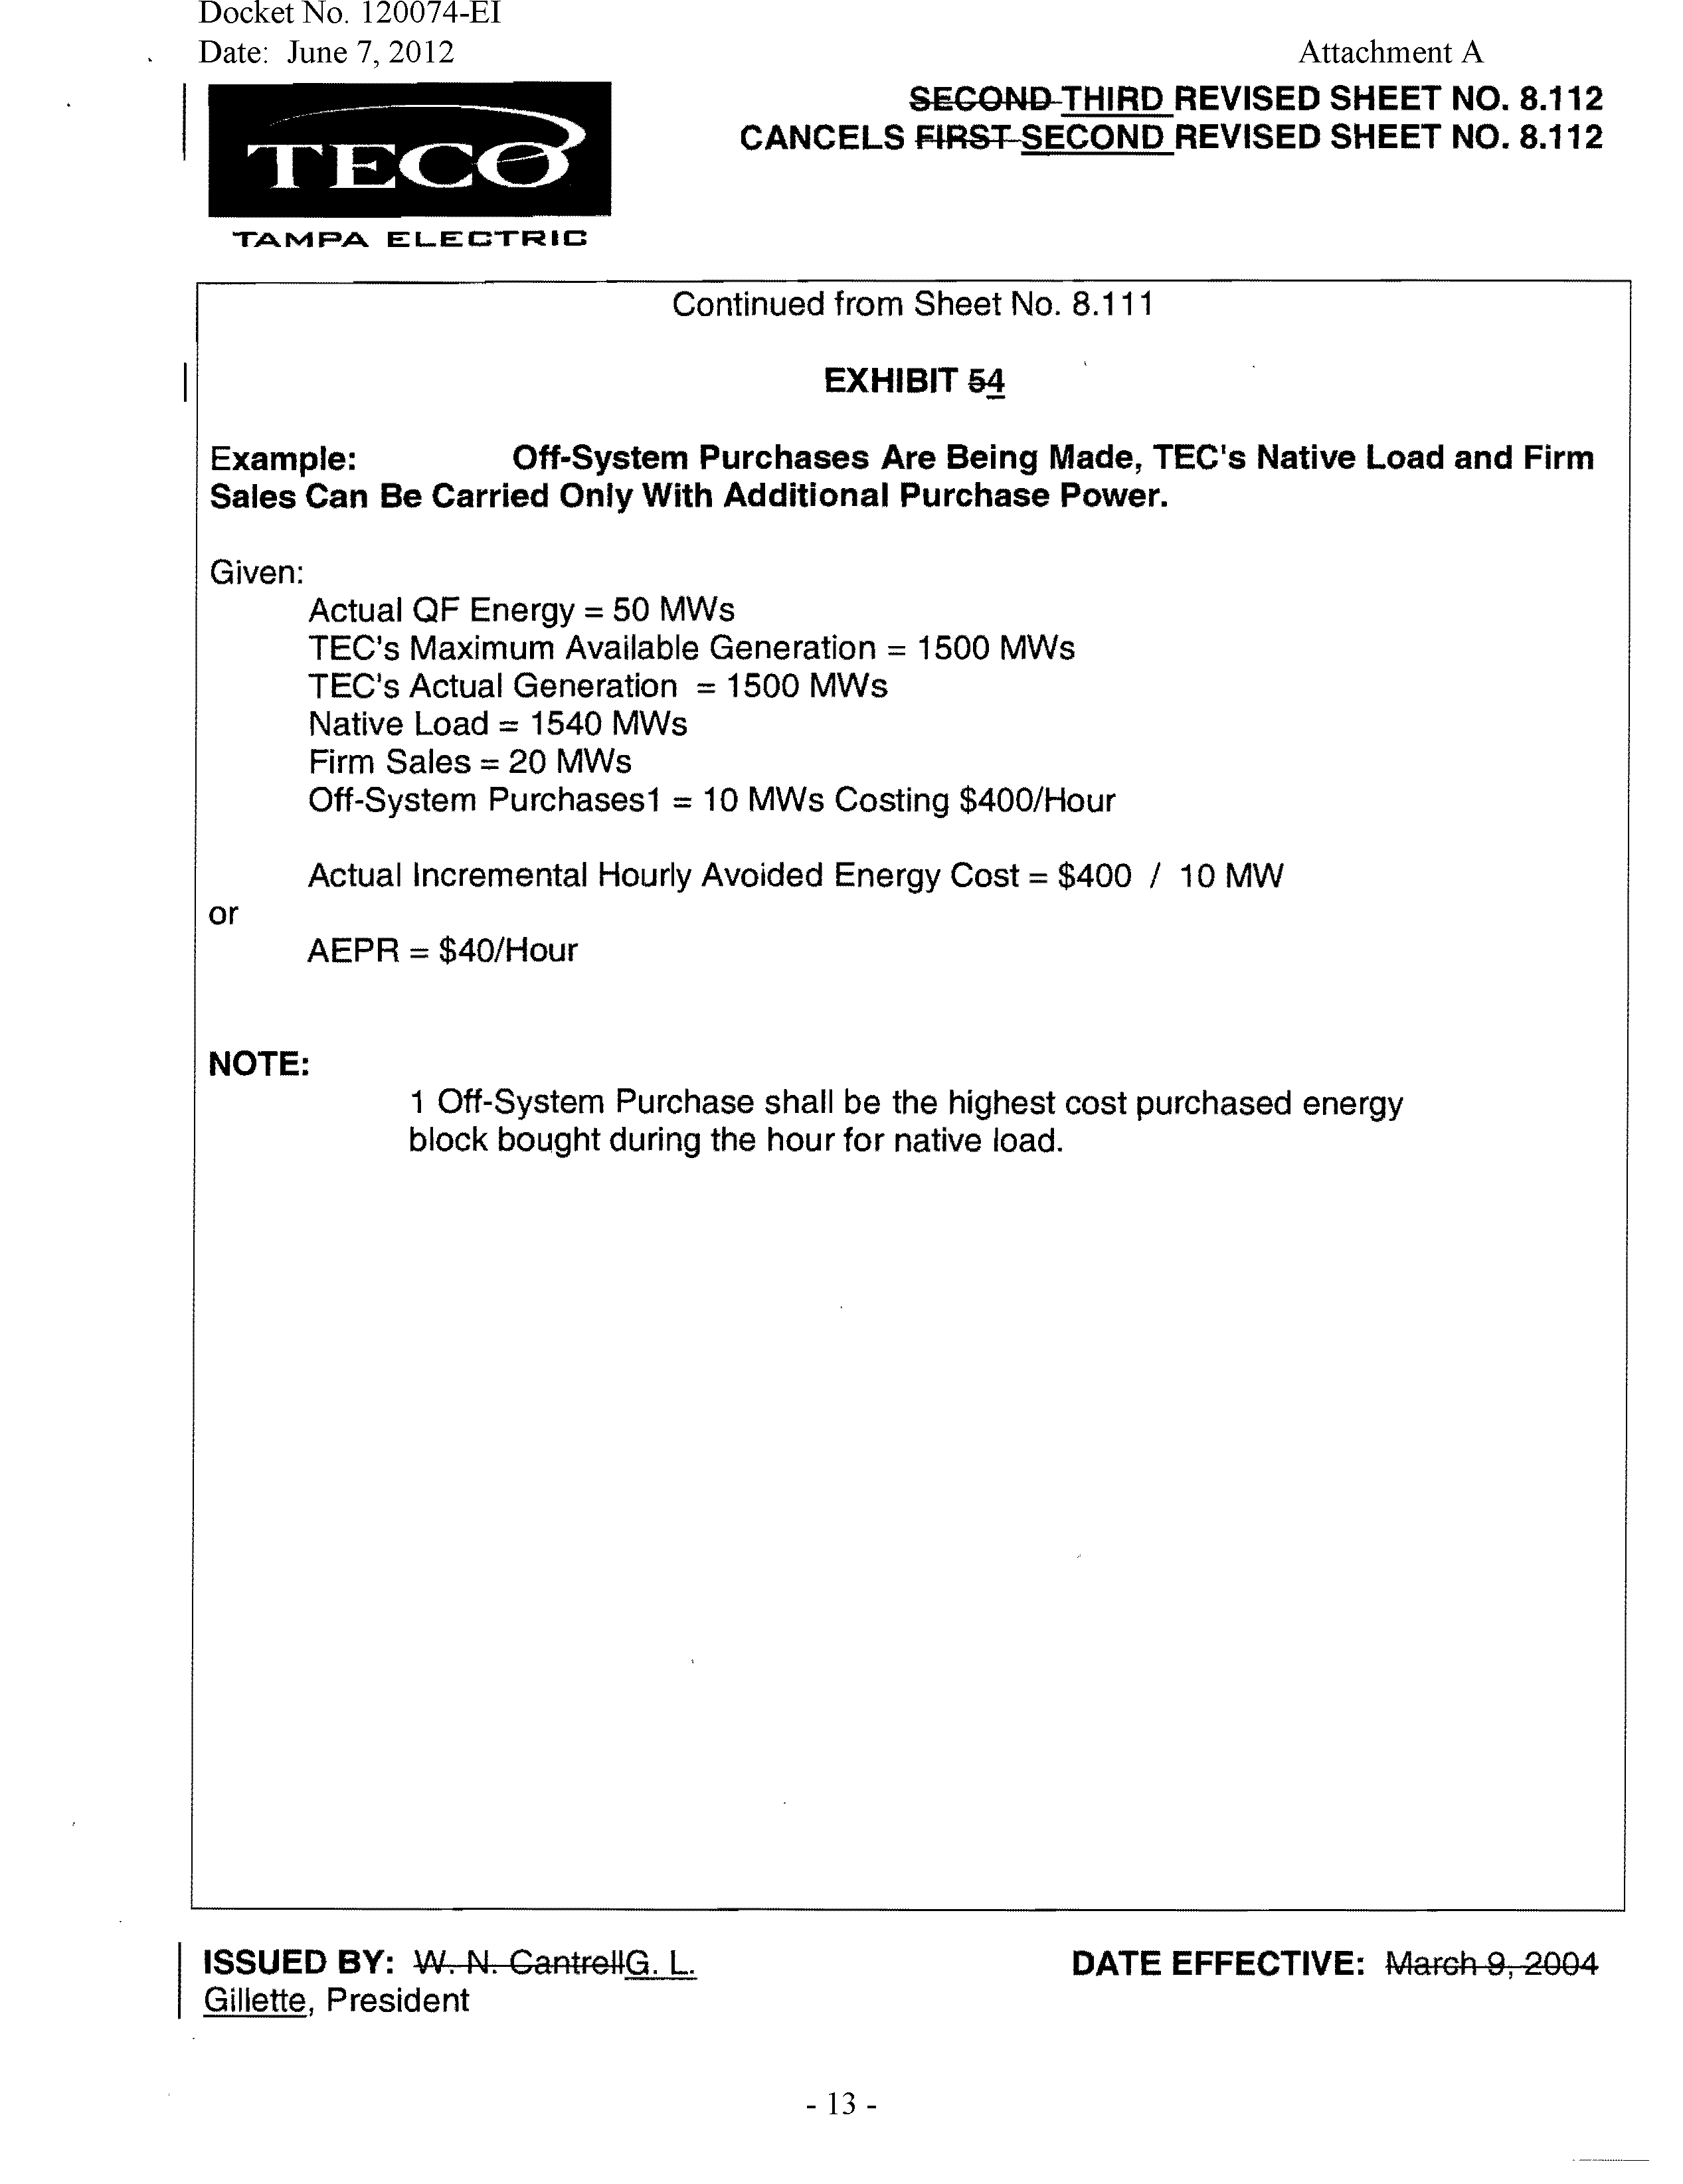 Docket No. 120074-EI
Date: June 7, 2012
Attachment A
SECOND THIRD REVISED SHEET NO. 8.112
CANCELS FIRST SECOND REVISED SHEET NO. 8.112
TECO
TAMPA ELECTRIC
Continued from Sheet No. 8.111
EXHIBIT 54
Example: Off-System Purchases Are Being Made, TEC's Native Load and Firm
Sales Can Be Carried Only With Additional Purchase Power.
Given:
Actual QF Energy = 50 MWs
TEC's Maximum Available Generation = 1500 MWs
TEC's Actual Generation = 1500 MWs
Native Load = 1540 MWs
Firm Sales = 20 MWs
Off-System Purchases1 = 10 MWs Costing $400/Hour
Actual Incremental Hourly Avoided Energy Cost = $400 / 10 MW
or
AEPR = $40/Hour
NOTE:
1 Off-System Purchase shall be the highest cost purchased energy
block bought during the hour for native load.
ISSUED BY: W. N. CantrellG. L.
Gillette, President
DATE EFFECTIVE: March 9, 2004
- 13 -